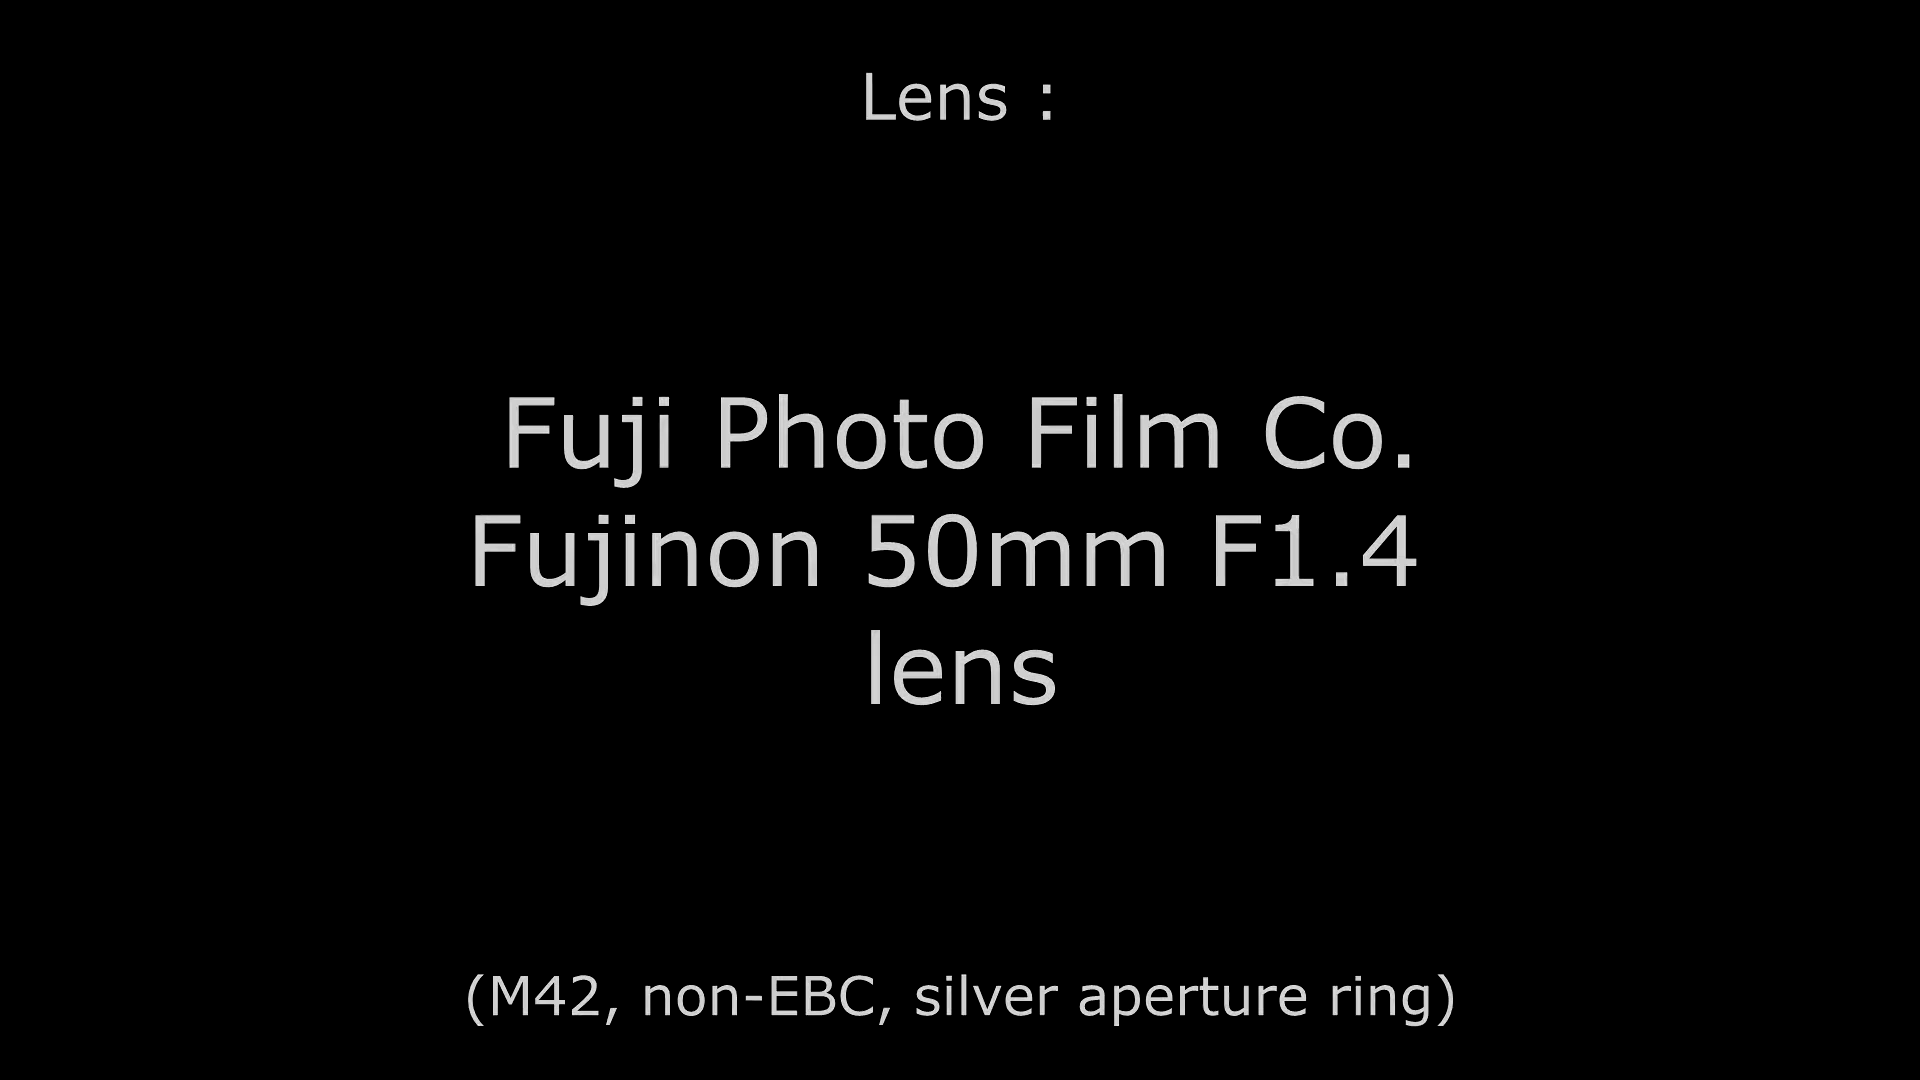 Lens :
Fuji Photo Film Co.
Fujinon 50mm F1.4
lens
(M42, non-EBC, silver aperture ring)